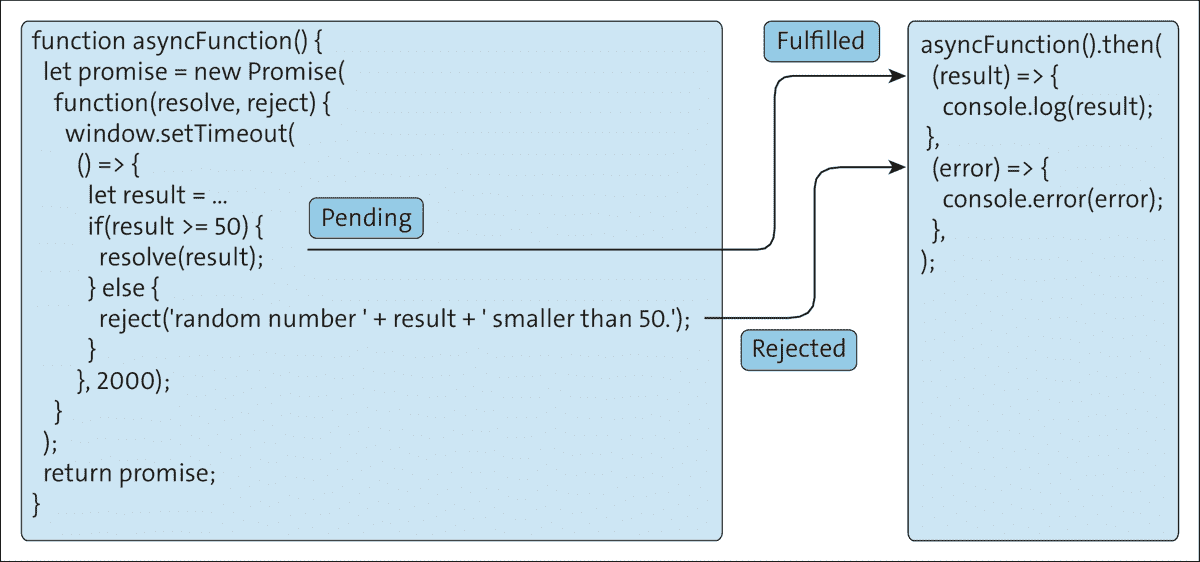 function asyncFunction() {
let promise = new Promise(
function(resolve, reject) {
window.setTimeout(
() => {
let result = ...
if(result >= 50) {
resolve(result);
} else {
reject('random number ' + result + ' smaller than 50.');
}
}, 2000);
}
);
return promise;
}
Pending
Fulfilled
Rejected
asyncFunction().then(
(result) => {
console.log(result);
},
(error) => {
console.error(error);
},
);